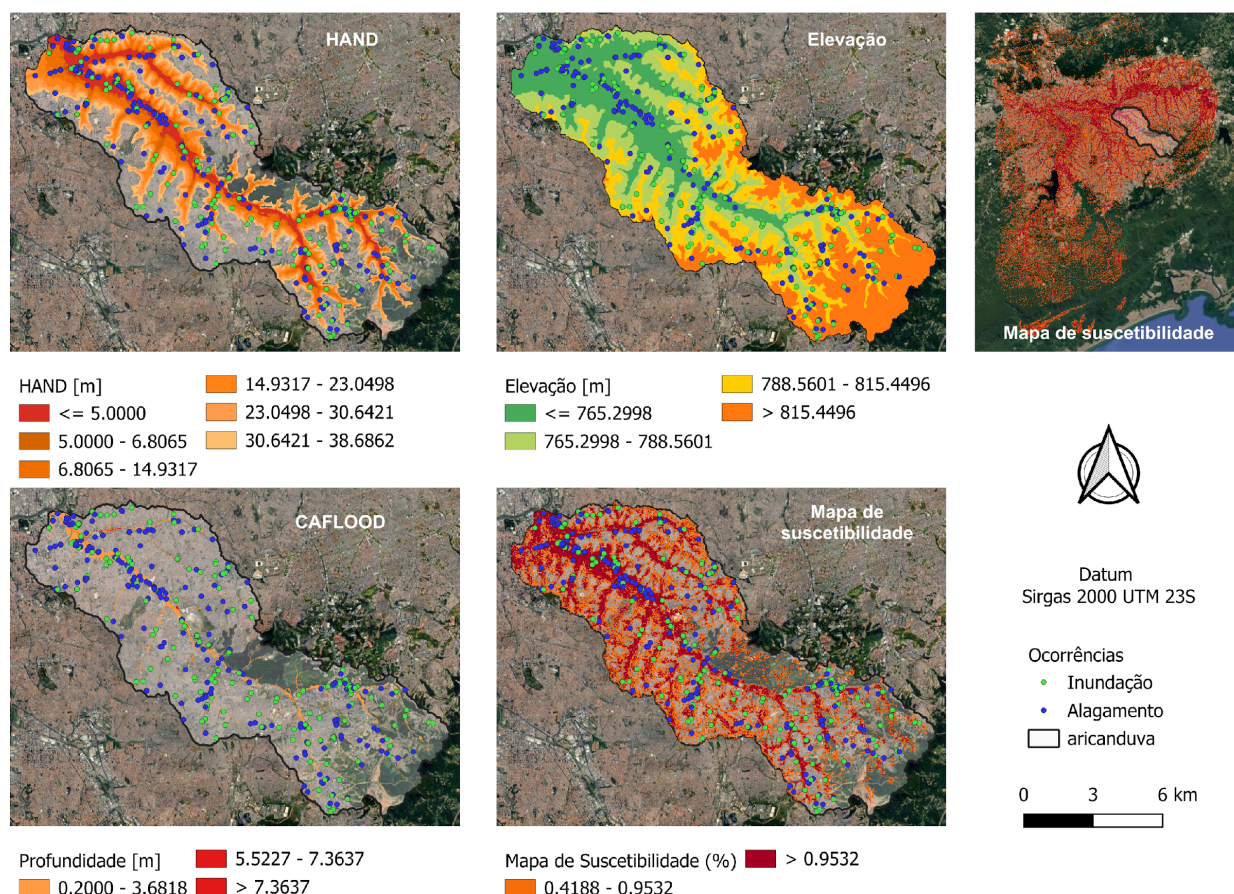 HAND
Elevação
Mapa de suscetibilidade
HAND [m]
<= 5.0000
5.0000 - 6.8065
6.8065 - 14.9317
14.9317 - 23.0498
23.0498 - 30.6421
30.6421 - 38.6862
Elevação [m]
<= 765.2998
765.2998 - 788.5601
788.5601 - 815.4496
> 815.4496
CAFLOOD
Mapa de
suscetibilidade
Datum
Sirgas 2000 UTM 23S
Ocorrências
Inundação
Alagamento
aricanduva
0 3 6 km
Profundidade [m]
0.2000 - 3.6818
5.5227 - 7.3637
> 7.3637
Mapa de Suscetibilidade (%)
0.4188 - 0.9532
> 0.9532